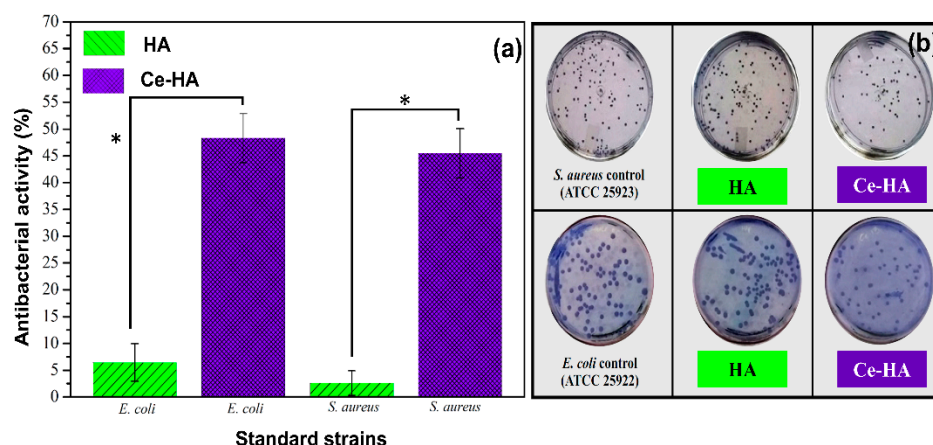 70
65
60
55
50
45
40
35
30
25
20
15
10
5
0
Antibacterial activity (%)
HA
Ce-HA
(a)
*
*
E. coli
E. coli
S. aureus
S. aureus
Standard strains
(b)
S. aureus control
(ATCC 25923)
HA
Ce-HA
E. coli control
(ATCC 25922)
HA
Ce-HA